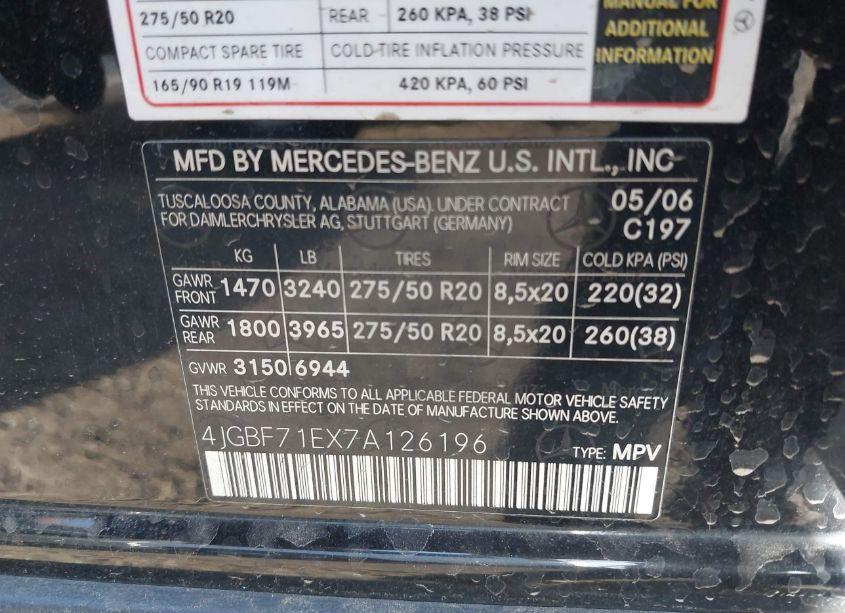 275/50 R20 REAR 260 KPA, 38 PSI
MANUAL FOR
ADDITIONAL
INFORMATION
COMPACT SPARE TIRE COLD-TIRE INFLATION PRESSURE
165/90 R19 119M 420 KPA, 60 PSI
MFD BY MERCEDES-BENZ U.S. INTL., INC
TUSCALOOSA COUNTY, ALABAMA (USA). UNDER CONTRACT 05/06
FOR DAIMLERCHRYSLER AG, STUTTGART (GERMANY) C197
KG LB TIRES RIM SIZE COLD KPA (PSI)
GAWR FRONT 1470 3240 275/50 R20 8,5x20 220(32)
GAWR REAR 1800 3965 275/50 R20 8,5x20 260(38)
GVWR 3150 6944
THIS VEHICLE CONFORMS TO ALL APPLICABLE FEDERAL MOTOR VEHICLE SAFETY
STANDARDS IN EFFECT ON THE DATE OF MANUFACTURE SHOWN ABOVE.
4JGBF71EX7A126196 TYPE: MPV